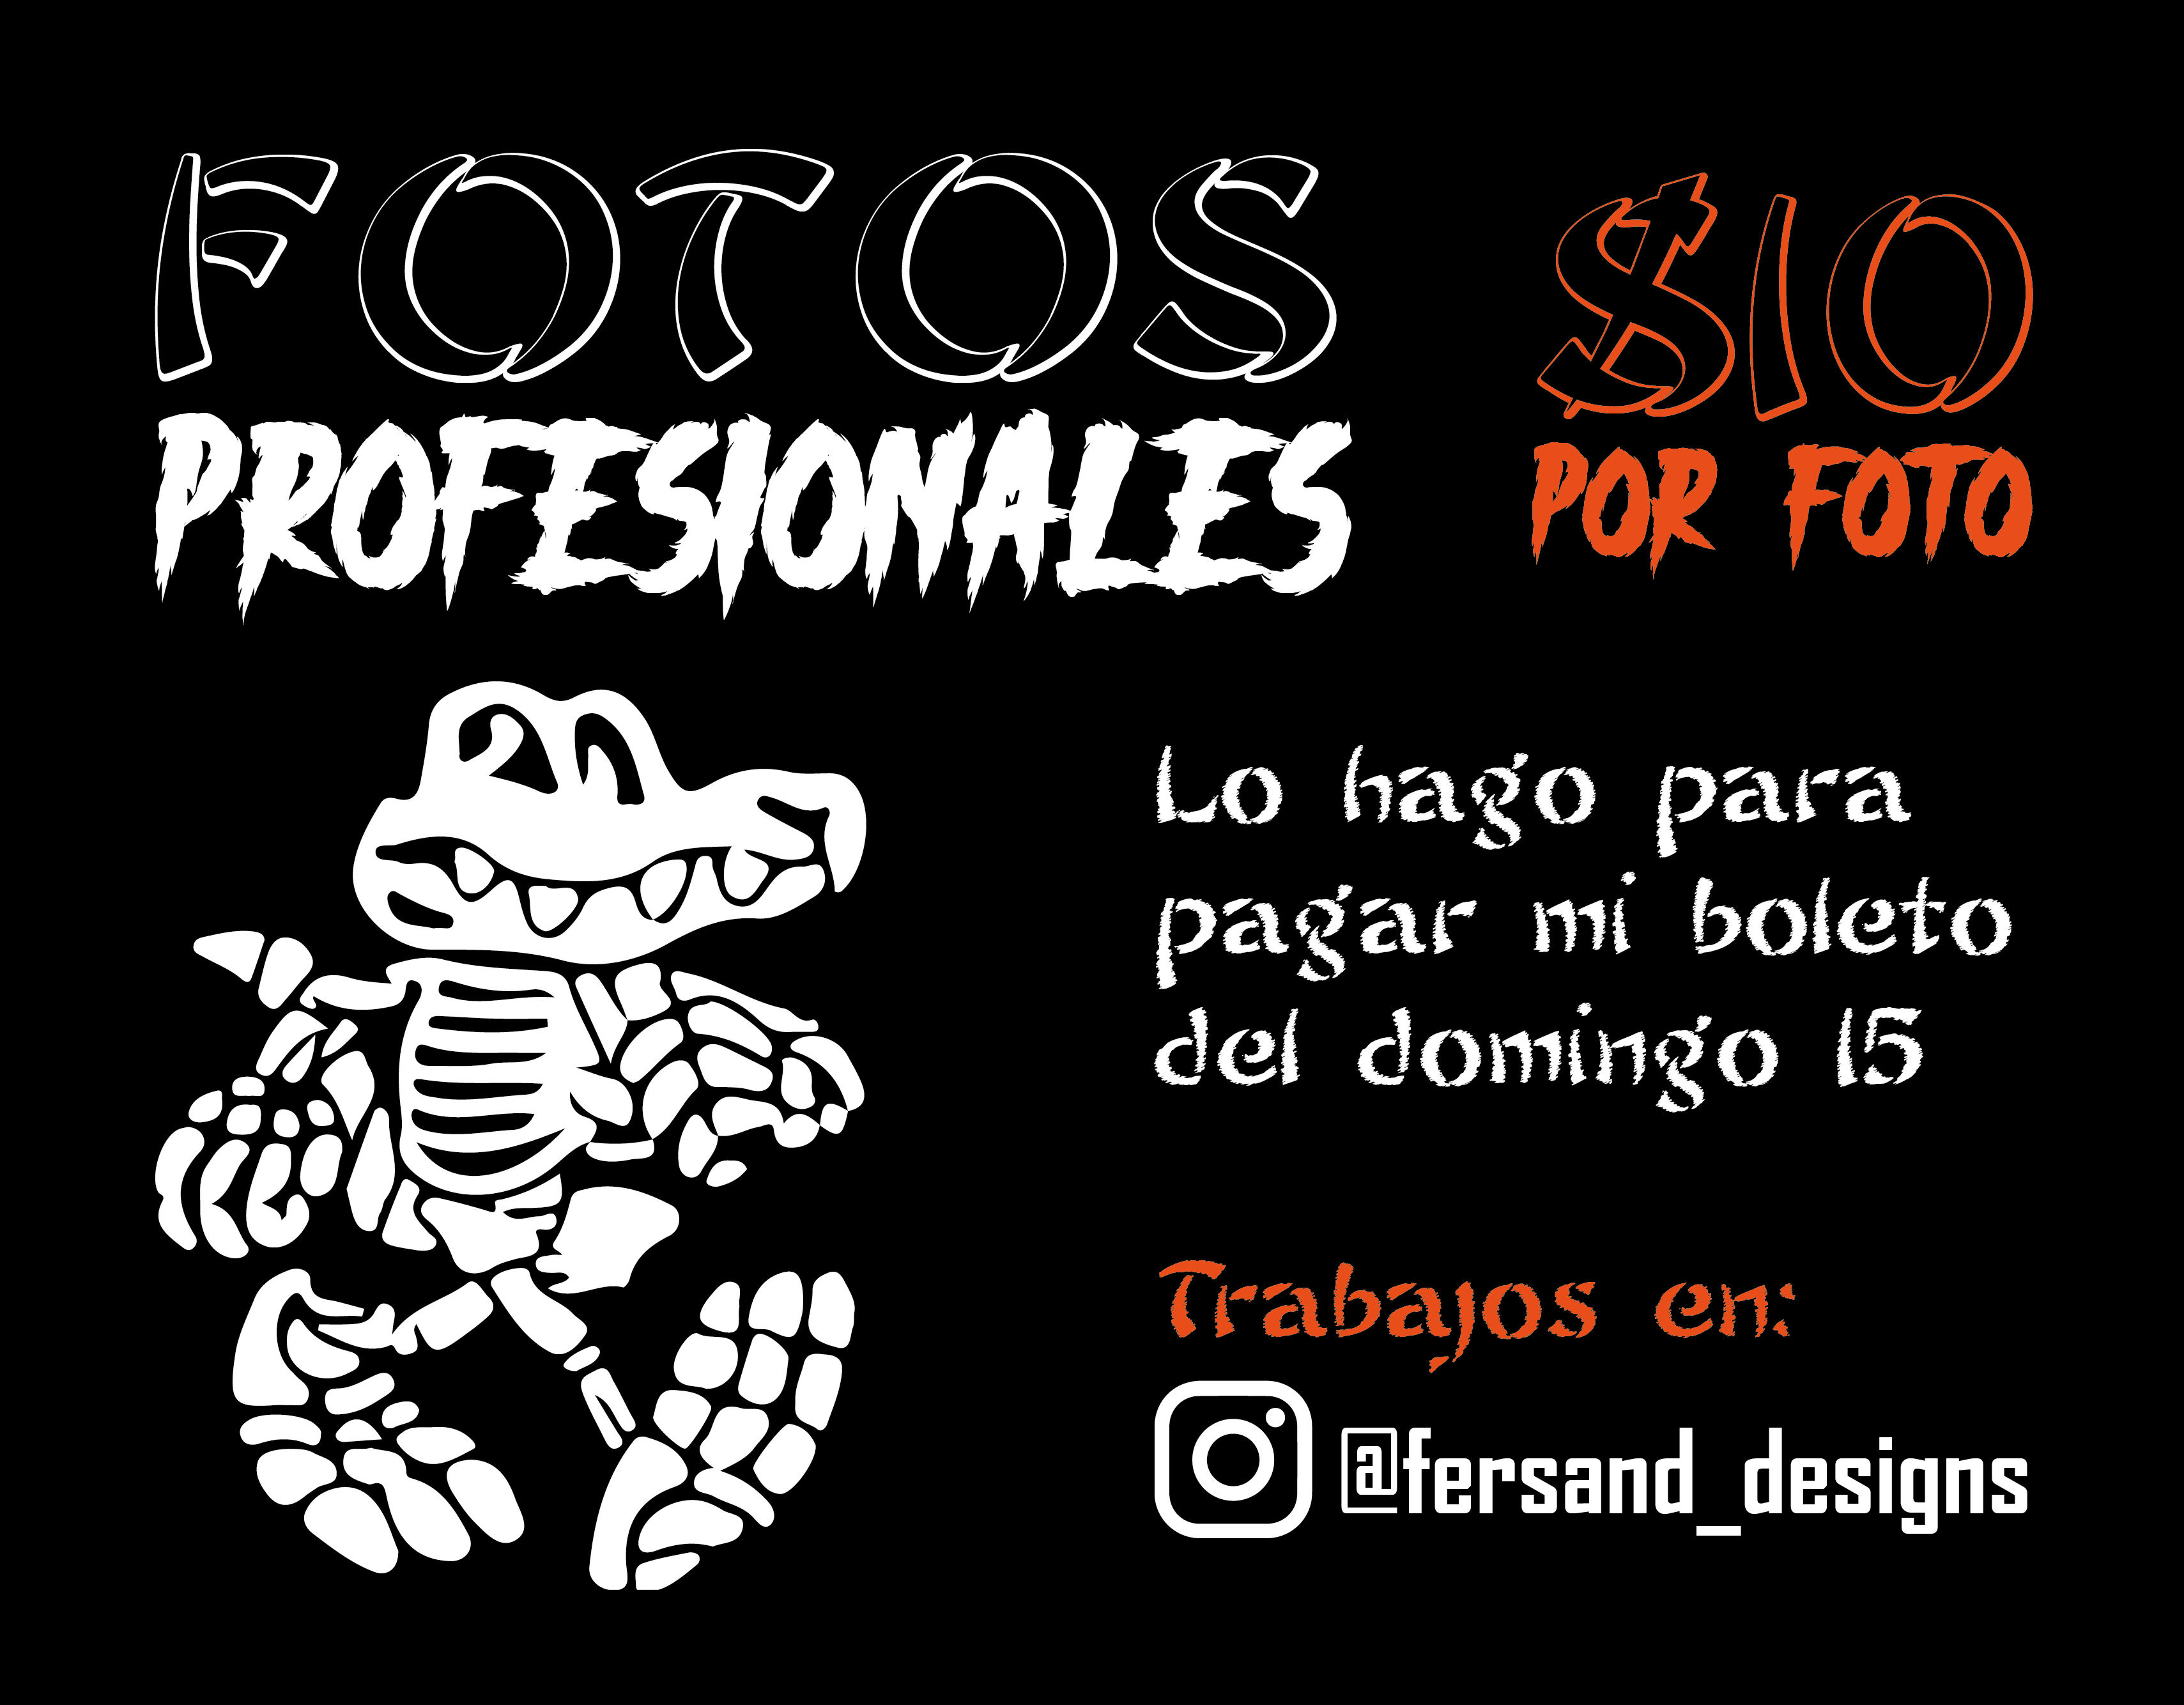 FOTOS
PROFESIONALES
$10
POR FOTO
Lo hago para
pagar mi boleto
del domingo 15
Trabajos en:
@fersand_designs